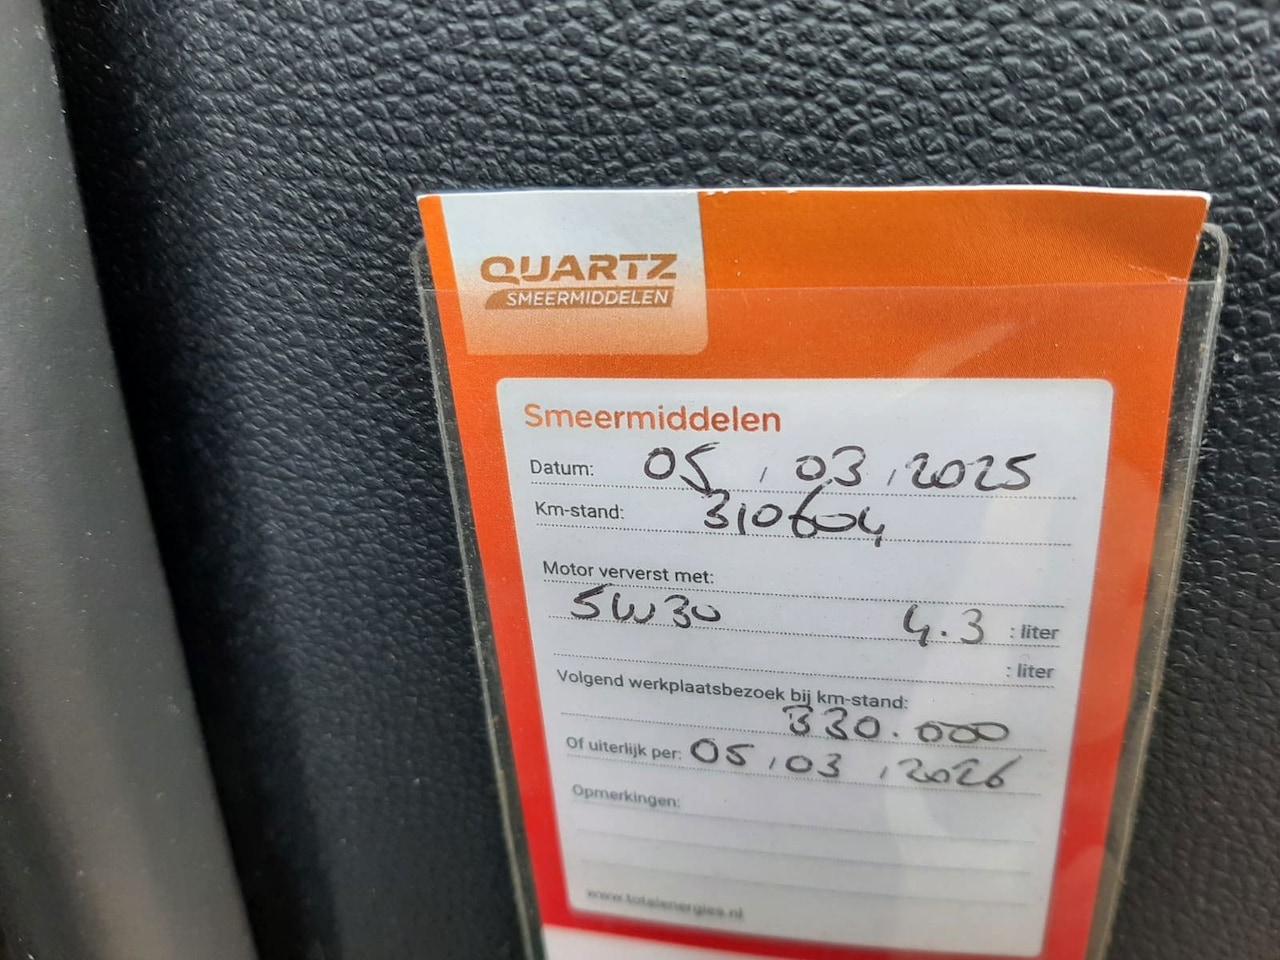 QUARTZ
SMEERMIDDELEN
Smeermiddelen
Datum: 05 , 03 , 2025
Km-stand: 310604
Motor ververst met:
5W30 4.3 : liter
: liter
Volgend werkplaatsbezoek bij km-stand:
330.000
Of uiterlijk per: 05 , 03 , 2026
Opmerkingen:
www.totalenergies.nl